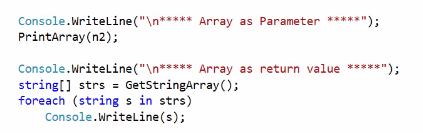 Console.WriteLine("\n***** Array as Parameter *****");
PrintArray(n2);
Console.WriteLine("\n***** Array as return value *****");
string[] strs = GetStringArray();
foreach (string s in strs)
Console.WriteLine(s);